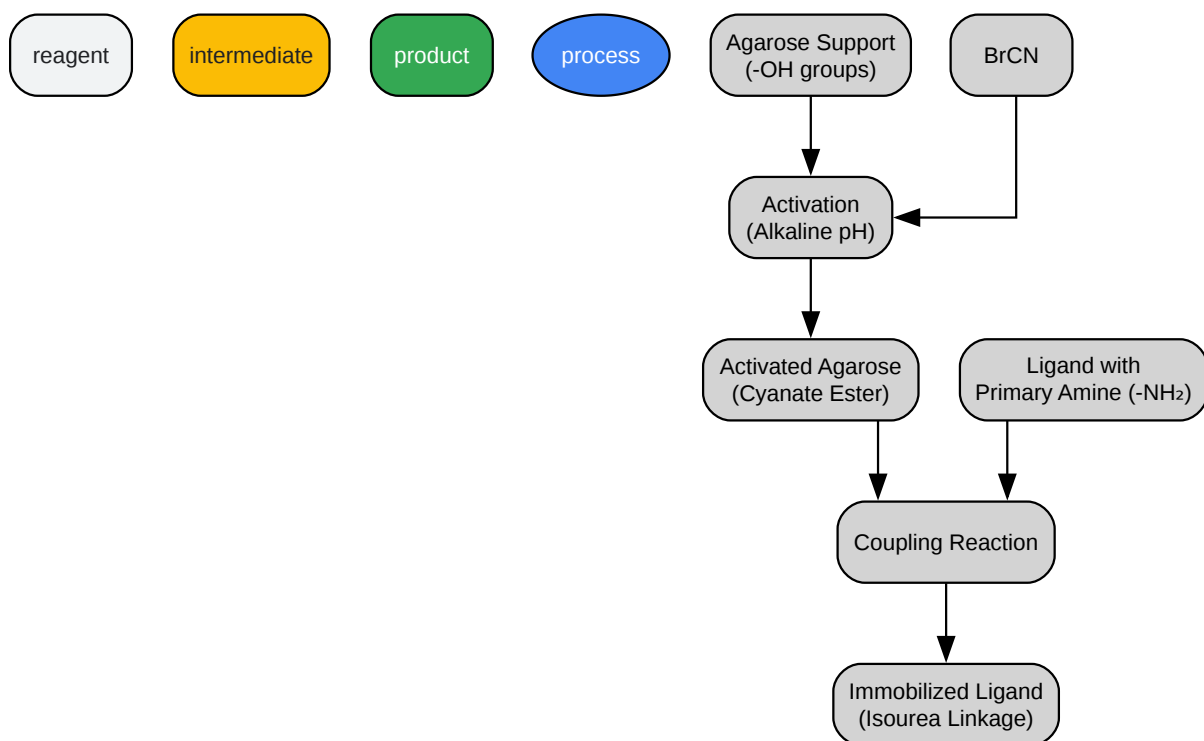 reagent
intermediate
product
process
Agarose Support
(-OH groups)
BrCN
Activation
(Alkaline pH)
Activated Agarose
(Cyanate Ester)
Ligand with
Primary Amine (-NH₂)
Coupling Reaction
Immobilized Ligand
(Isourea Linkage)